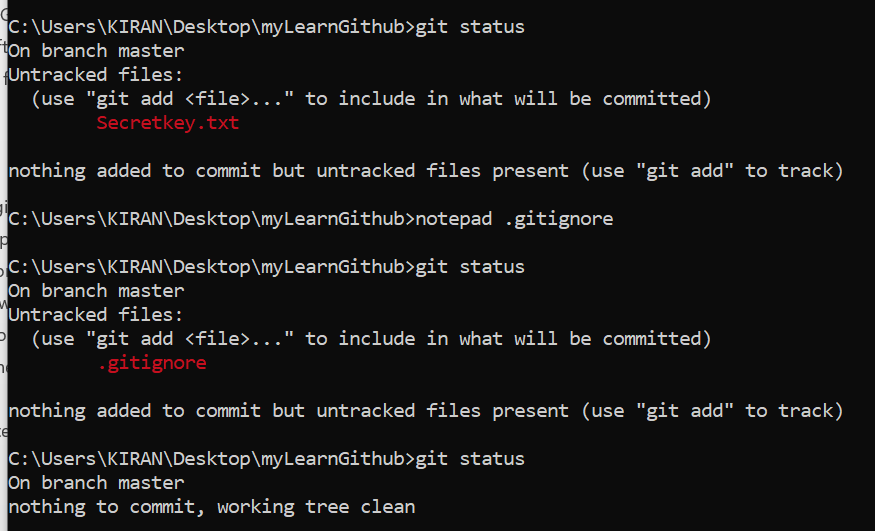 C:\Users\KIRAN\Desktop\myLearnGithub>git status
On branch master
Untracked files:
  (use "git add <file>..." to include in what will be committed)
        Secretkey.txt

nothing added to commit but untracked files present (use "git add" to track)

C:\Users\KIRAN\Desktop\myLearnGithub>notepad .gitignore

C:\Users\KIRAN\Desktop\myLearnGithub>git status
On branch master
Untracked files:
  (use "git add <file>..." to include in what will be committed)
        .gitignore

nothing added to commit but untracked files present (use "git add" to track)

C:\Users\KIRAN\Desktop\myLearnGithub>git status
On branch master
nothing to commit, working tree clean